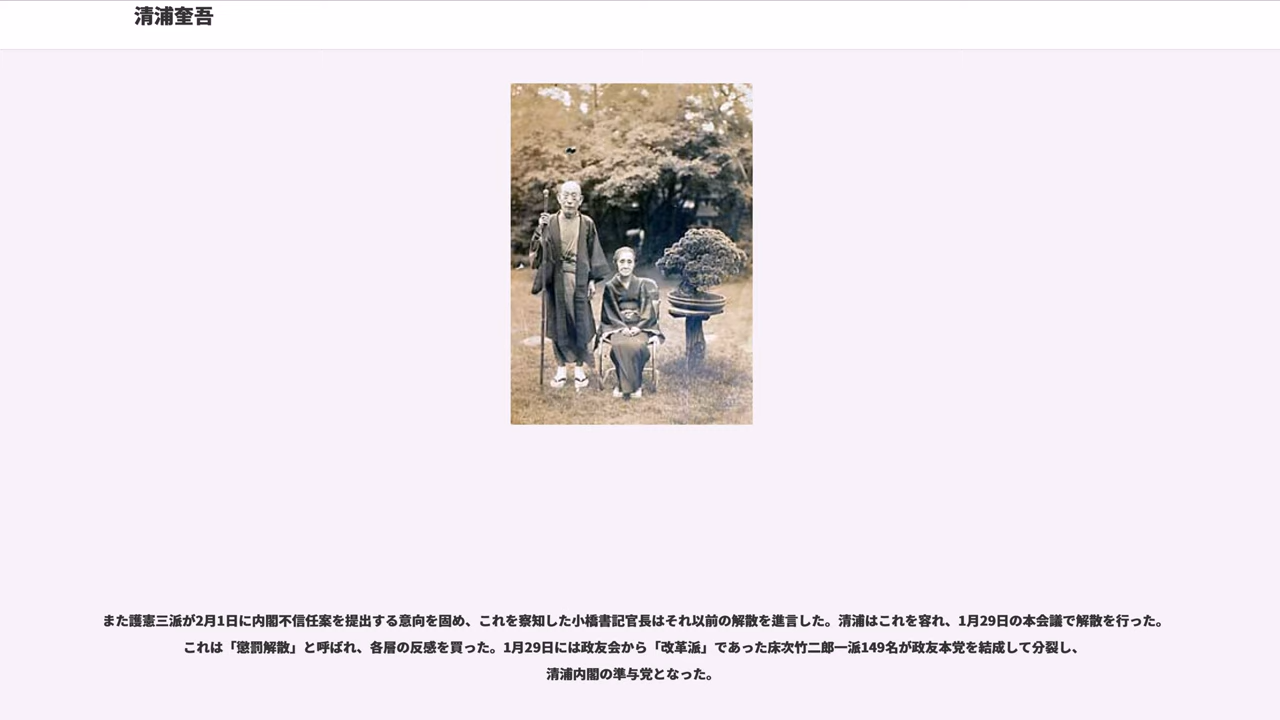 清浦奎吾
また護憲三派が2月1日に内閣不信任案を提出する意向を固め、これを察知した小橋書記官長はそれ以前の解散を進言した。清浦はこれを容れ、1月29日の本会議で解散を行った。
これは「懲罰解散」と呼ばれ、各層の反感を買った。1月29日には政友会から「改革派」であった床次竹二郎一派149名が政友本党を結成して分裂し、
清浦内閣の準与党となった。